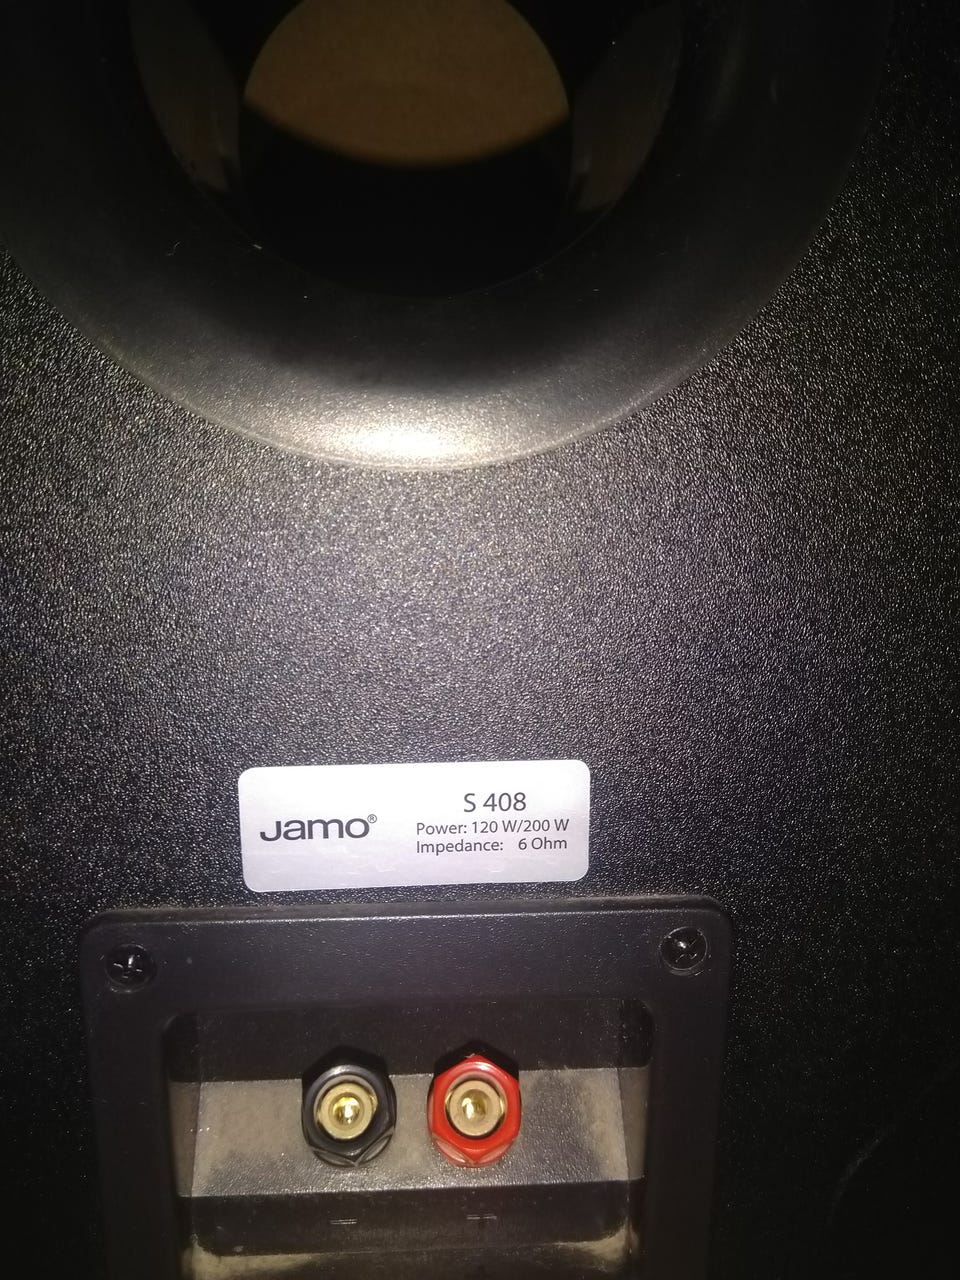 Jamo®
S 408
Power: 120 W/200 W
Impedance: 6 Ohm
— +